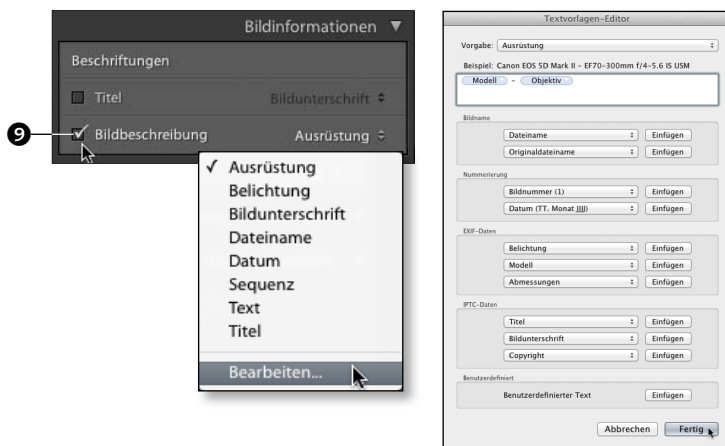 Bildinformationen
Beschriftungen
Titel Bildunterschrift
❾ Bildbeschreibung Ausrüstung
✓ Ausrüstung
Belichtung
Bildunterschrift
Dateiname
Datum
Sequenz
Text
Titel
Bearbeiten...
Textvorlagen-Editor
Vorgabe: Ausrüstung
Beispiel: Canon EOS 5D Mark II – EF70-300mm f/4-5.6 IS USM
Modell – Objektiv
Bildname
Dateiname Einfügen
Originaldateiname Einfügen
Nummerierung
Bildnummer (1) Einfügen
Datum (TT. Monat JJJJ) Einfügen
EXIF-Daten
Belichtung Einfügen
Modell Einfügen
Abmessungen Einfügen
IPTC-Daten
Titel Einfügen
Bildunterschrift Einfügen
Copyright Einfügen
Benutzerdefiniert
Benutzerdefinierter Text Einfügen
Abbrechen Fertig